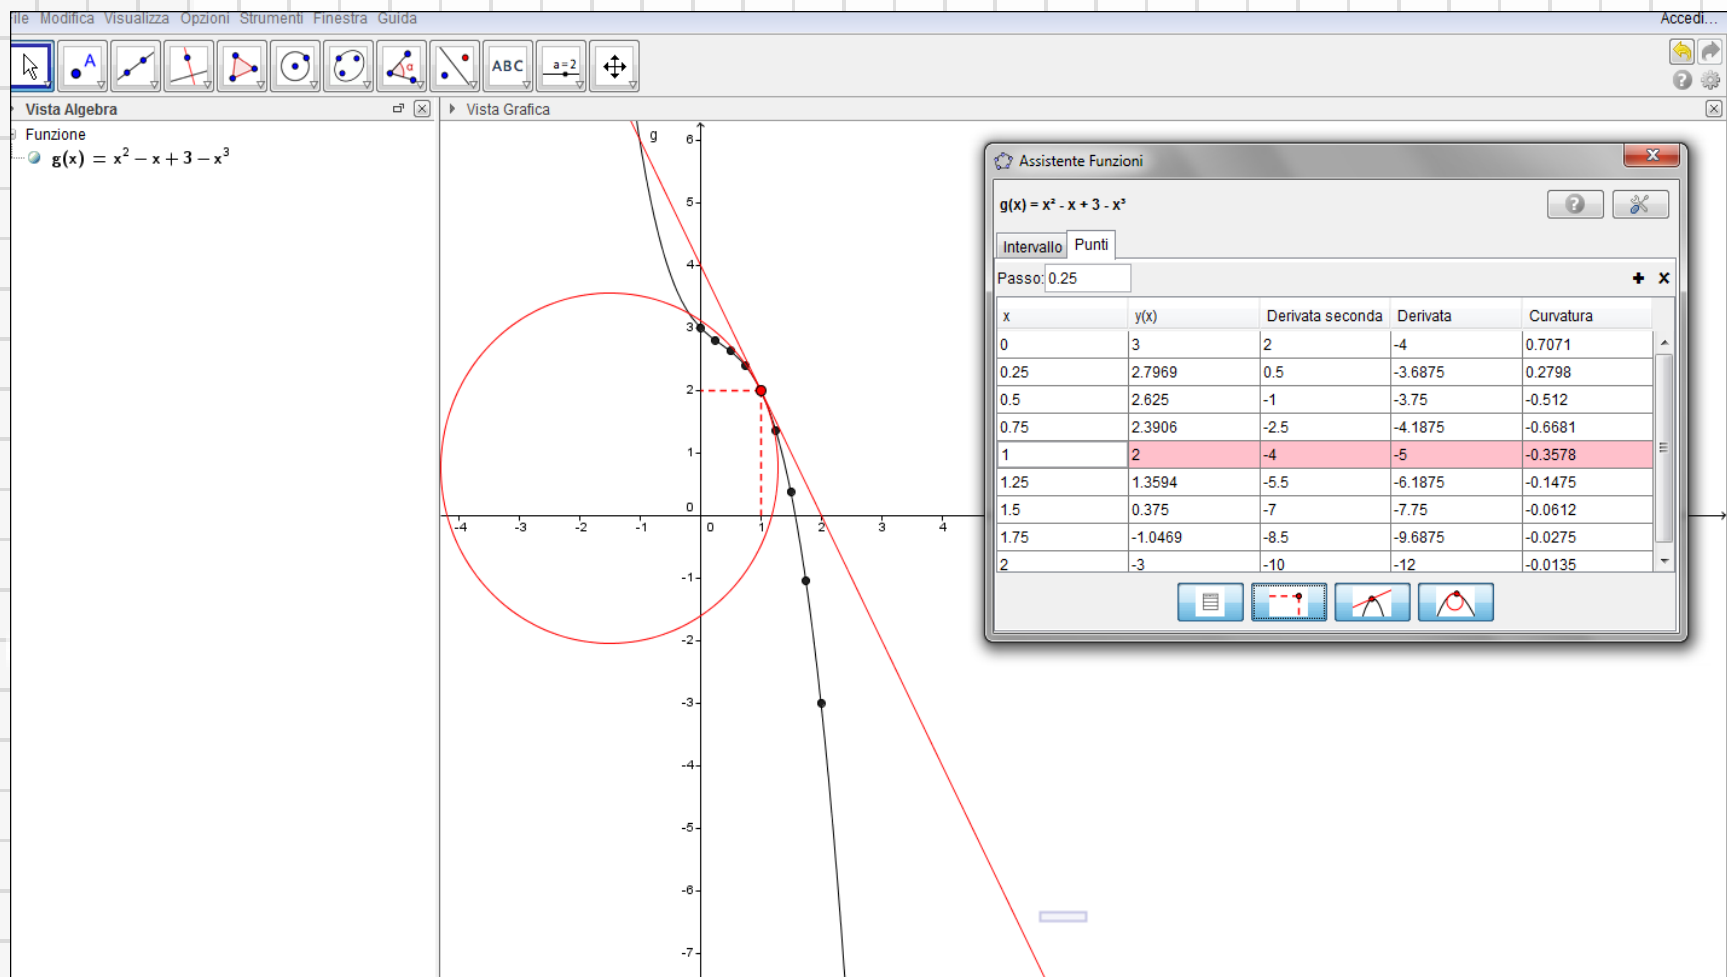 ile Modifica Visualizza Opzioni Strumenti Finestra Guida Accedi...
A α ABC a=2
Vista Algebra
Vista Grafica
Funzione
g(x) = x² − x + 3 − x³
g
6
5
4
3
2
1
0
-4 -3 -2 -1 0 1 2 3 4
-1
-2
-3
-4
-5
-6
-7
Assistente Funzioni
g(x) = x² - x + 3 - x³
Intervallo Punti
Passo: 0.25
x y(x) Derivata seconda Derivata Curvatura
0 3 2 -4 0.7071
0.25 2.7969 0.5 -3.6875 0.2798
0.5 2.625 -1 -3.75 -0.512
0.75 2.3906 -2.5 -4.1875 -0.6681
1 2 -4 -5 -0.3578
1.25 1.3594 -5.5 -6.1875 -0.1475
1.5 0.375 -7 -7.75 -0.0612
1.75 -1.0469 -8.5 -9.6875 -0.0275
2 -3 -10 -12 -0.0135